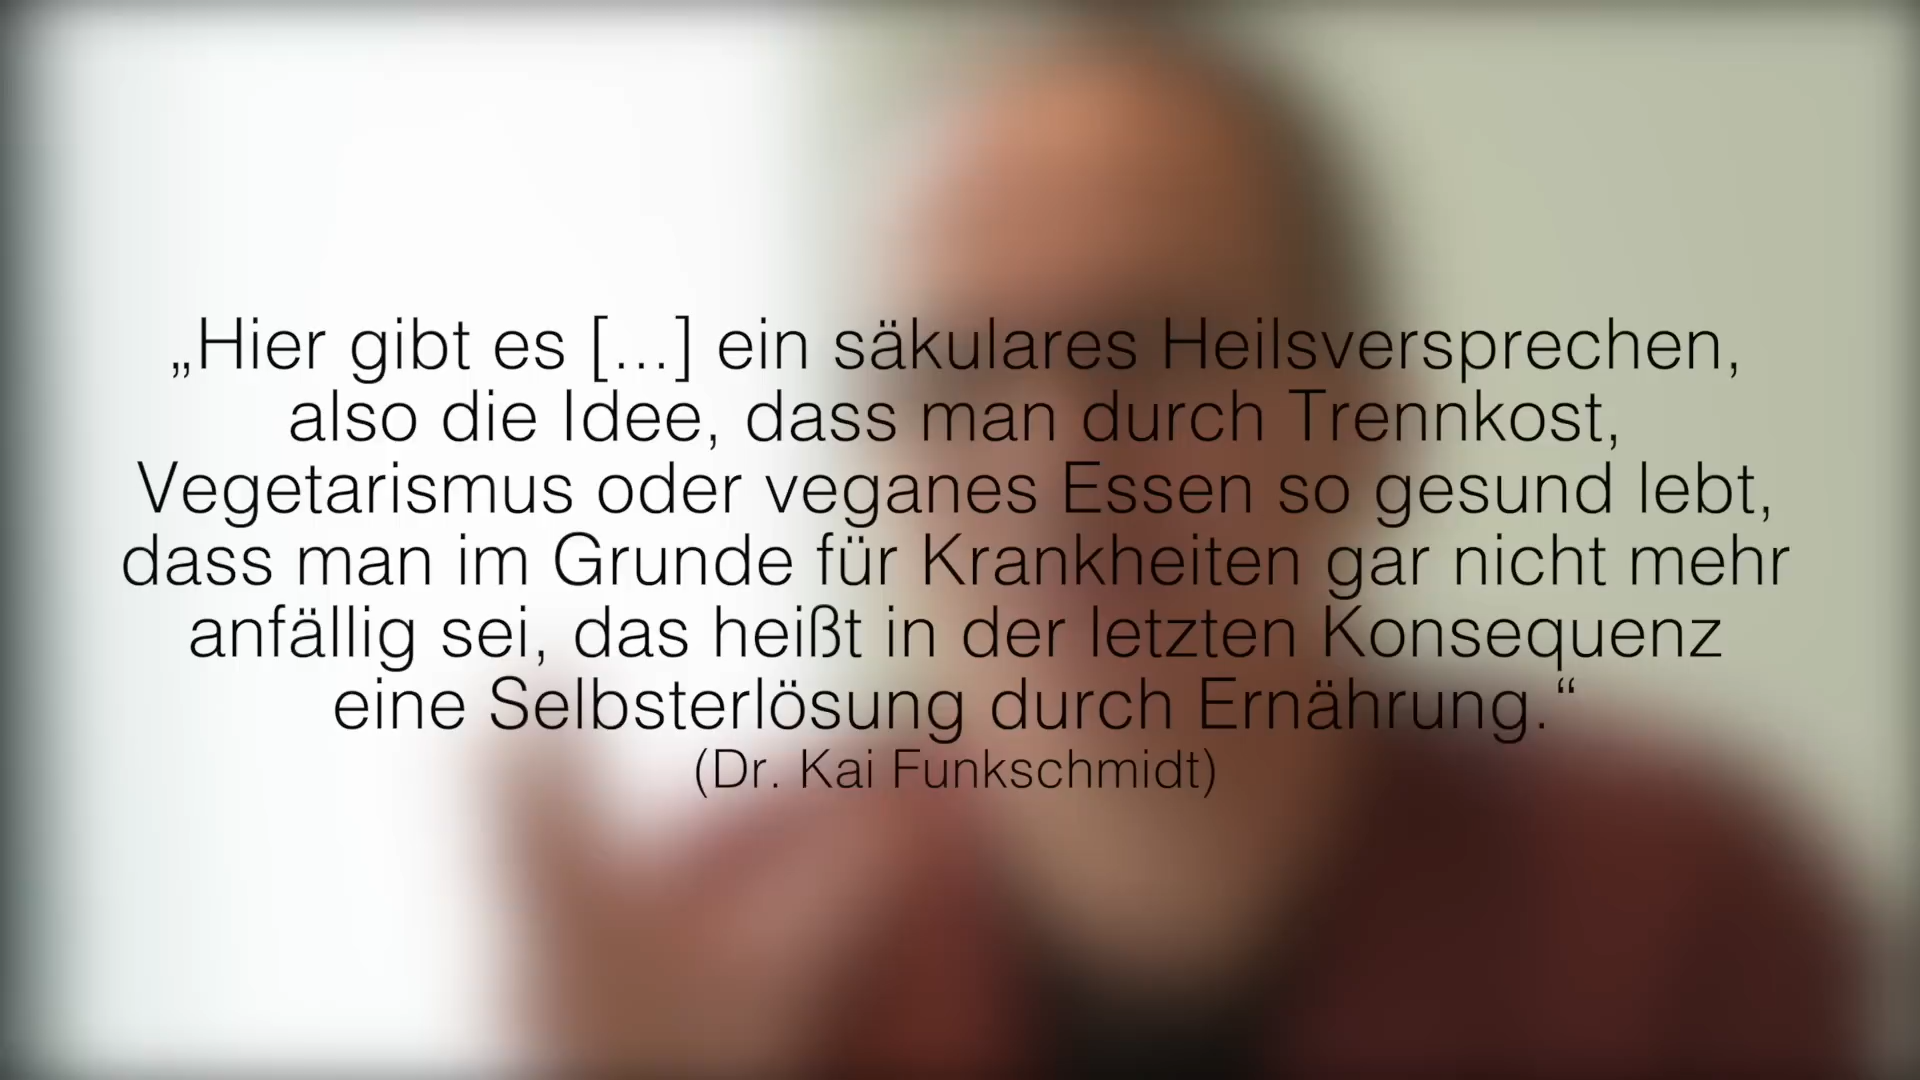 „Hier gibt es [...] ein säkulares Heilsversprechen,
also die Idee, dass man durch Trennkost,
Vegetarismus oder veganes Essen so gesund lebt,
dass man im Grunde für Krankheiten gar nicht mehr
anfällig sei, das heißt in der letzten Konsequenz
eine Selbsterlösung durch Ernährung.“
(Dr. Kai Funkschmidt)